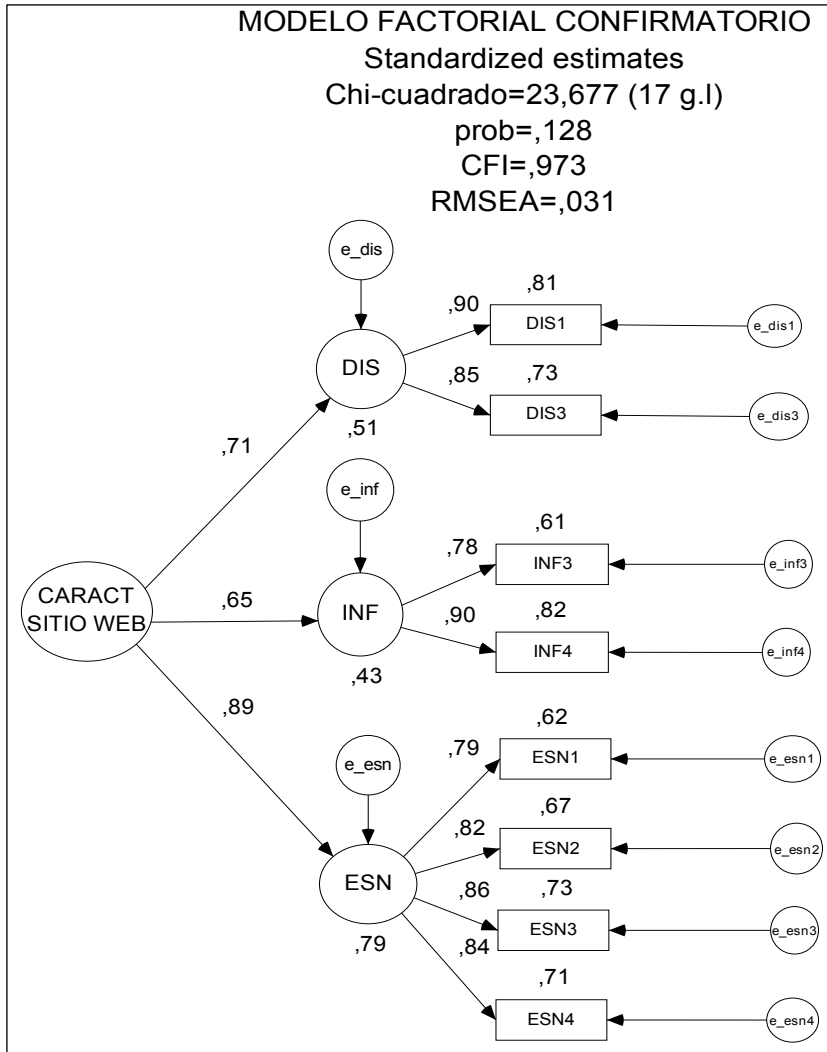 MODELO FACTORIAL CONFIRMATORIO
Standardized estimates
Chi-cuadrado=23,677 (17 g.l)
prob=,128
CFI=,973
RMSEA=,031
e_dis
,81
,90
DIS1
e_dis1
DIS
,85
,73
DIS3
e_dis3
,51
,71
e_inf
,61
,78
INF3
e_inf3
CARACT
SITIO WEB
,65
INF
,90
,82
INF4
e_inf4
,43
,89
,62
e_esn
,79
ESN1
e_esn1
,67
,82
ESN2
e_esn2
ESN
,86
,73
ESN3
e_esn3
,79
,84
,71
ESN4
e_esn4